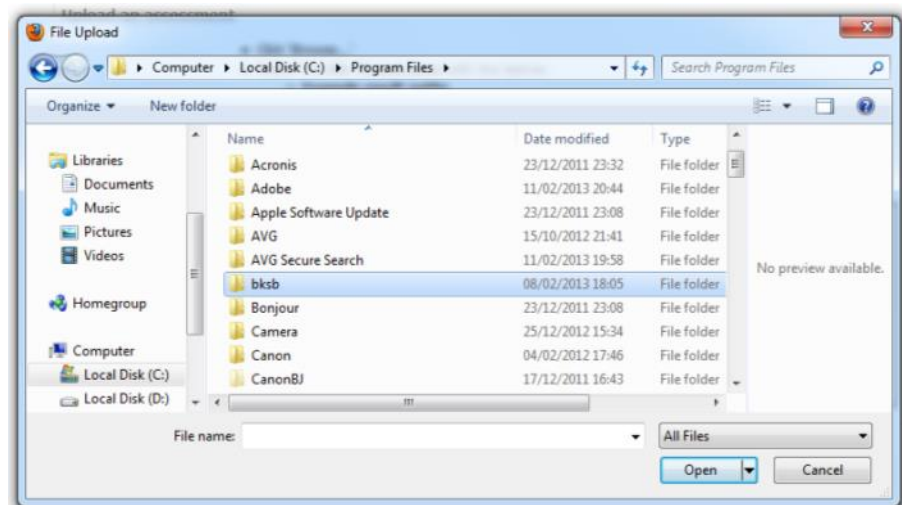 Upload an assessment
File Upload
Computer Local Disk (C:) Program Files
Search Program Files
Organize New folder
Name Date modified Type
Libraries
Documents
Music
Pictures
Videos
Homegroup
Computer
Local Disk (C:)
Local Disk (D:)
Acronis 23/12/2011 23:32 File folder
Adobe 11/02/2013 20:44 File folder
Apple Software Update 23/12/2011 23:08 File folder
AVG 15/10/2012 21:41 File folder
AVG Secure Search 11/02/2013 19:58 File folder
bksb 08/02/2013 18:05 File folder
Bonjour 23/12/2011 23:08 File folder
Camera 25/12/2012 15:34 File folder
Canon 04/02/2012 17:46 File folder
CanonBJ 17/12/2011 16:43 File folder
No preview available.
File name:
All Files
Open Cancel